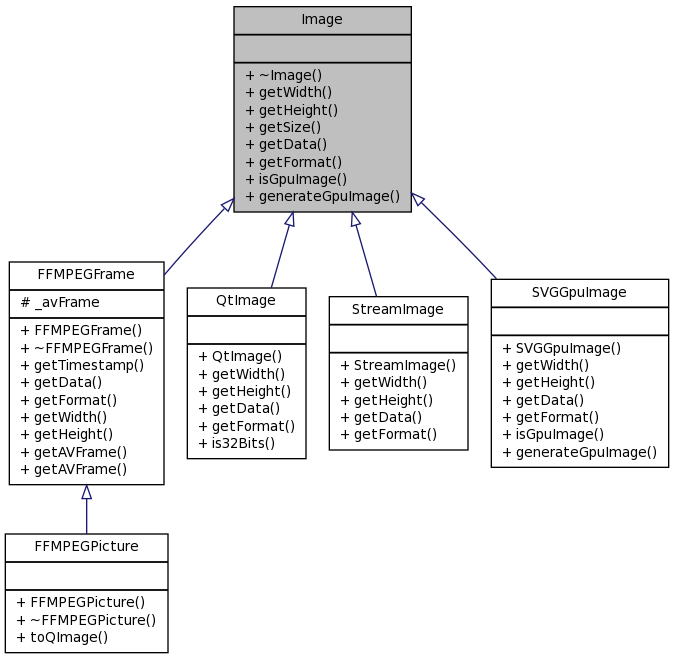 Image
+ ~Image()
+ getWidth()
+ getHeight()
+ getSize()
+ getData()
+ getFormat()
+ isGpuImage()
+ generateGpuImage()
FFMPEGFrame
# _avFrame
+ FFMPEGFrame()
+ ~FFMPEGFrame()
+ getTimestamp()
+ getData()
+ getFormat()
+ getWidth()
+ getHeight()
+ getAVFrame()
+ getAVFrame()
QtImage
+ QtImage()
+ getWidth()
+ getHeight()
+ getData()
+ getFormat()
+ is32Bits()
StreamImage
+ StreamImage()
+ getWidth()
+ getHeight()
+ getData()
+ getFormat()
SVGGpuImage
+ SVGGpuImage()
+ getWidth()
+ getHeight()
+ getData()
+ getFormat()
+ isGpuImage()
+ generateGpuImage()
FFMPEGPicture
+ FFMPEGPicture()
+ ~FFMPEGPicture()
+ toQImage()